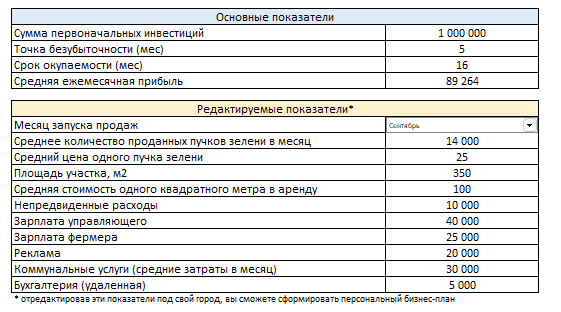 Основные показатели
Сумма первоначальных инвестиций 1 000 000
Точка безубыточности (мес) 5
Срок окупаемости (мес) 16
Средняя ежемесячная прибыль 89 264
Редактируемые показатели*
Месяц запуска продаж Сентябрь
Среднее количество проданных пучков зелени в месяц 14 000
Средний цена одного пучка зелени 25
Площадь участка, м2 350
Средняя стоимость одного квадратного метра в аренду 100
Непредвиденные расходы 10 000
Зарплата управляющего 40 000
Зарплата фермера 25 000
Реклама 20 000
Коммунальные услуги (средние затраты в месяц) 30 000
Бухгалтерия (удаленная) 5 000
* отредактировав эти показатели под свой город, вы сможете сформировать персональный бизнес-план